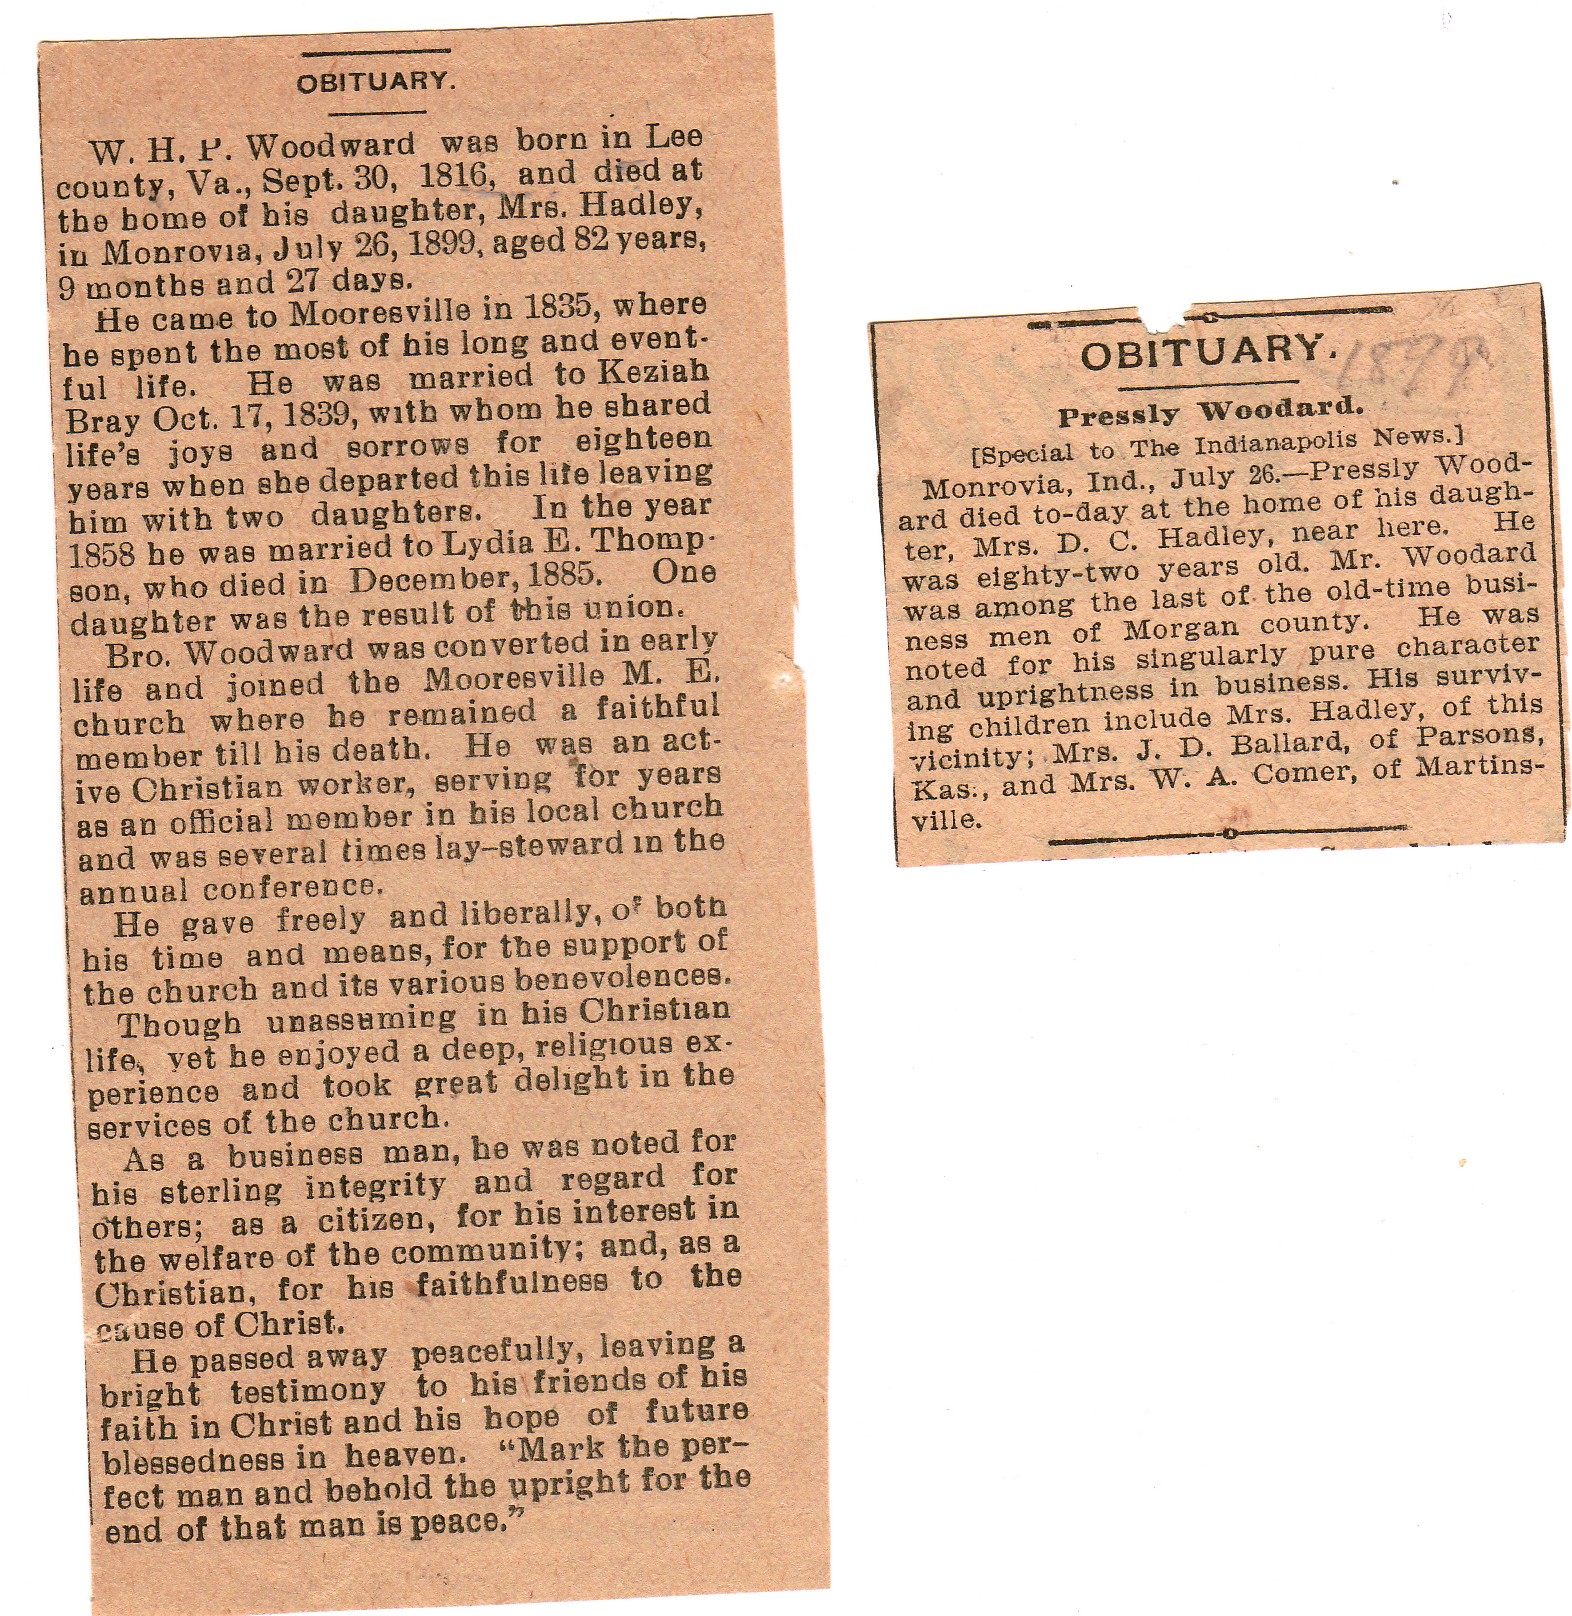 OBITUARY.
W. H. P. Woodward was born in Lee
county, Va., Sept. 30, 1816, and died at
the home of his daughter, Mrs. Hadley,
in Monrovia, July 26, 1899, aged 82 years,
9 months and 27 days.
He came to Mooresville in 1835, where
he spent the most of his long and event-
ful life. He was married to Keziah
Bray Oct. 17, 1839, with whom he shared
life's joys and sorrows for eighteen
years when she departed this life leaving
him with two daughters. In the year
1858 he was married to Lydia E. Thomp-
son, who died in December, 1885. One
daughter was the result of this union.
Bro. Woodward was converted in early
life and joined the Mooresville M. E.
church where he remained a faithful
member till his death. He was an act-
ive Christian worker, serving for years
as an official member in his local church
and was several times lay-steward in the
annual conference.
He gave freely and liberally, of both
his time and means, for the support of
the church and its various benevolences.
Though unassuming in his Christian
life, yet he enjoyed a deep, religious ex-
perience and took great delight in the
services of the church.
As a business man, he was noted for
his sterling integrity and regard for
others; as a citizen, for his interest in
the welfare of the community; and, as a
Christian, for his faithfulness to the
cause of Christ.
He passed away peacefully, leaving a
bright testimony to his friends of his
faith in Christ and his hope of future
blessedness in heaven. "Mark the per-
fect man and behold the upright for the
end of that man is peace."
OBITUARY. 1899
Pressly Woodard.
[Special to The Indianapolis News.]
Monrovia, Ind., July 26.—Pressly Wood-
ard died to-day at the home of his daugh-
ter, Mrs. D. C. Hadley, near here. He
was eighty-two years old. Mr. Woodard
was among the last of the old-time busi-
ness men of Morgan county. He was
noted for his singularly pure character
and uprightness in business. His surviv-
ing children include Mrs. Hadley, of this
vicinity; Mrs. J. D. Ballard, of Parsons,
Kas., and Mrs. W. A. Comer, of Martins-
ville.